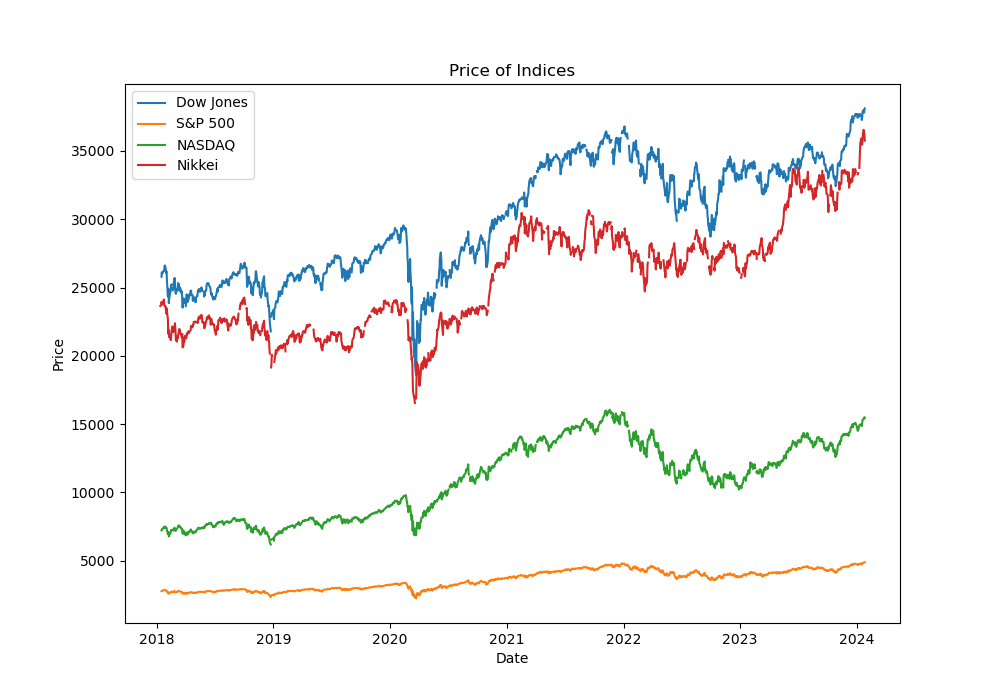 Price of Indices
Dow Jones
S&P 500
NASDAQ
Nikkei
35000
30000
25000
20000
15000
10000
5000
Price
2018 2019 2020 2021 2022 2023 2024
Date